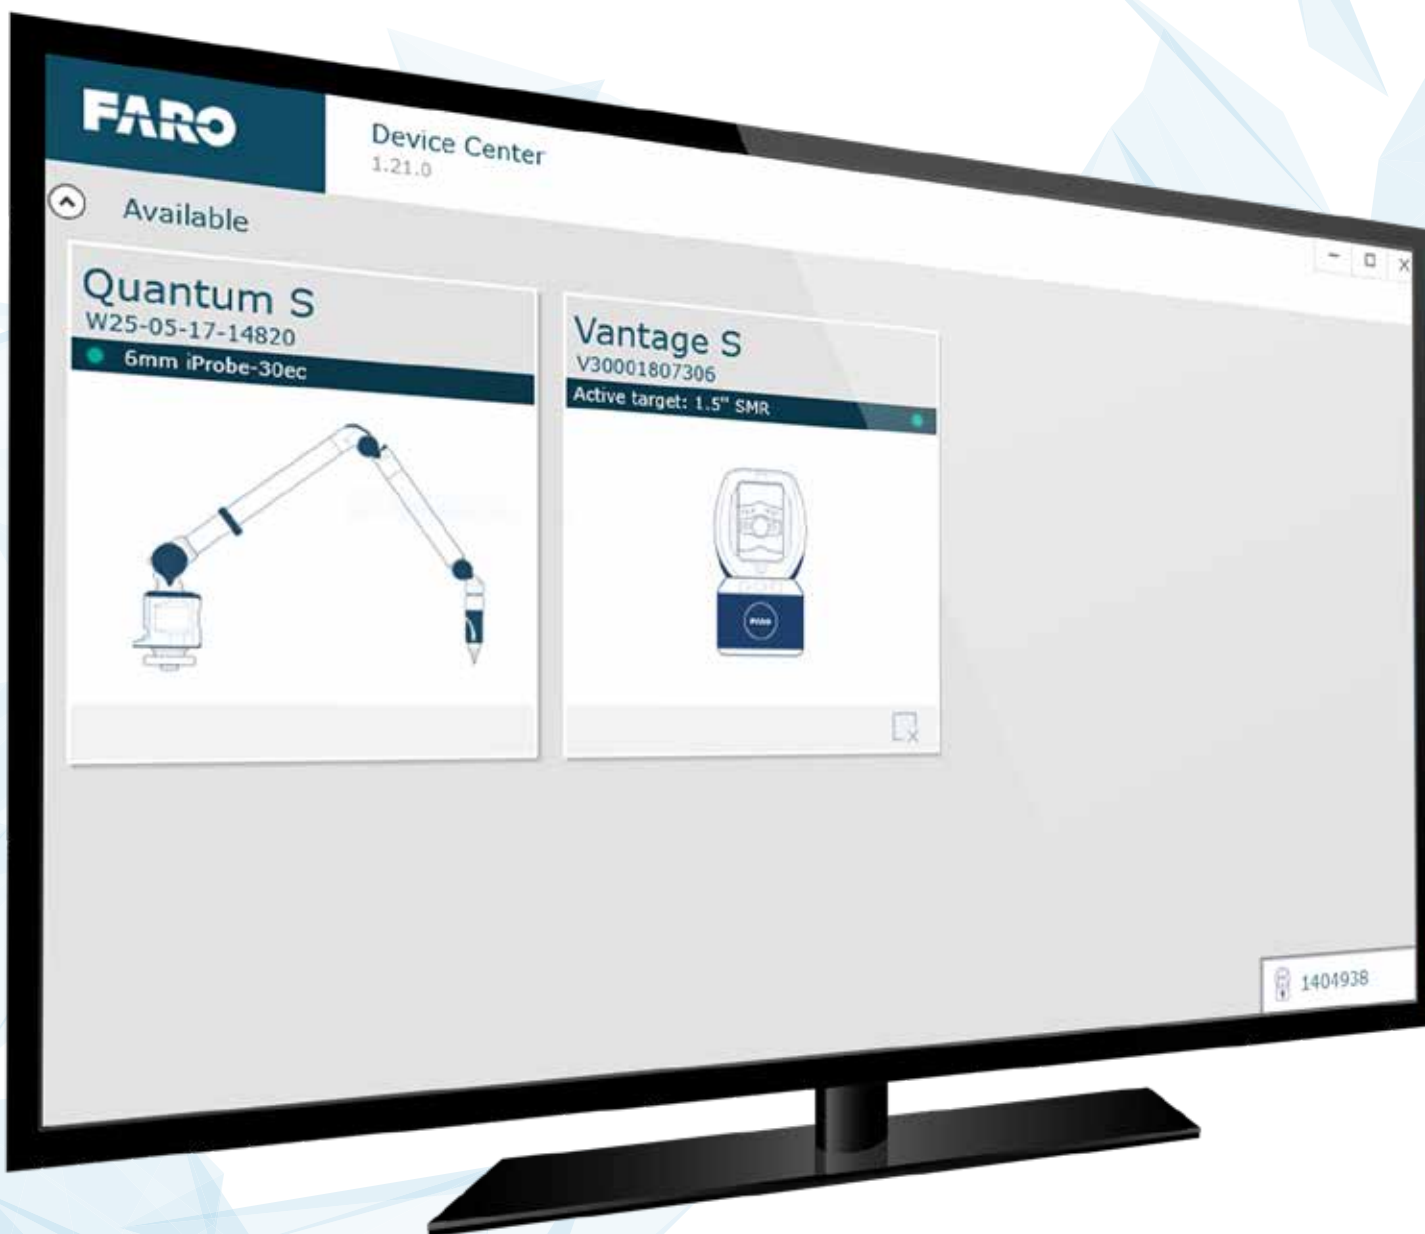 FARO
Device Center
1.21.0
Available
Quantum S
W25-05-17-14820
6mm iProbe-30ec
Vantage S
V30001807306
Active target: 1.5" SMR
FARO
1404938